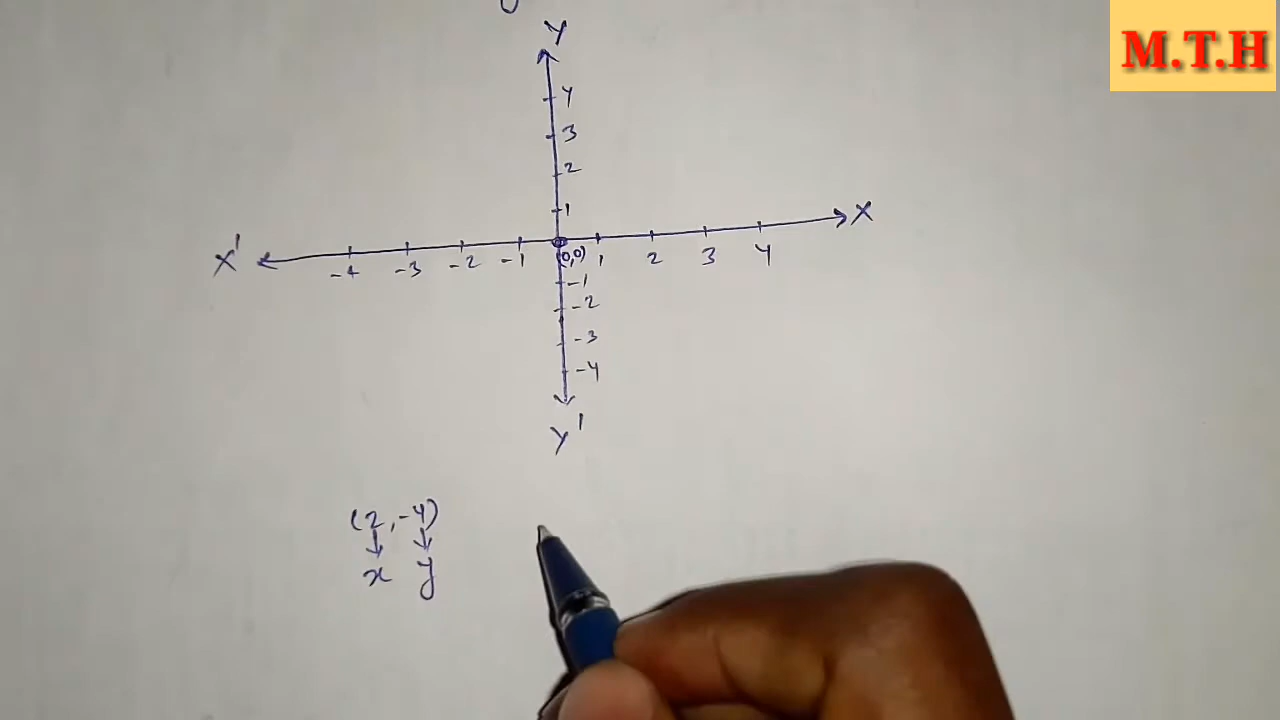 M.T.H
Y
4
3
2
1
X' -4 -3 -2 -1 (0,0) 1 2 3 4 X
-1
-2
-3
-4
Y'
(2,-4)
x y